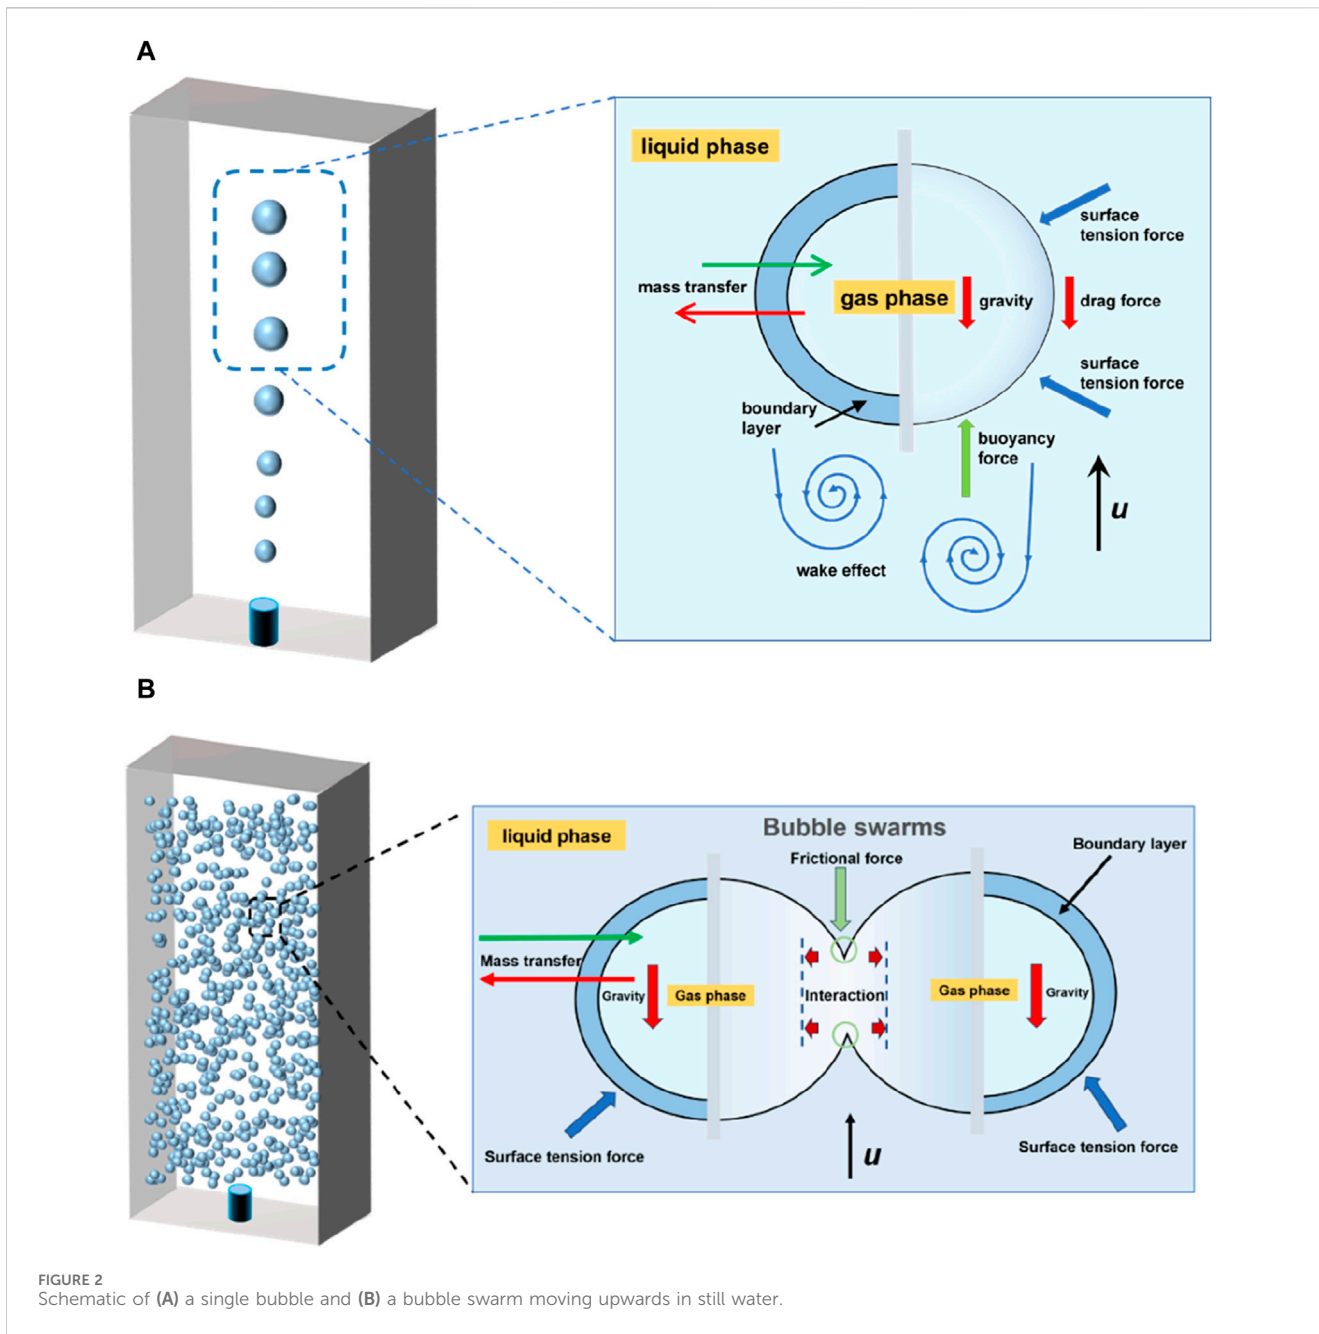 A
liquid phase
surface
tension force
mass transfer
gas phase
gravity
drag force
surface
tension force
boundary
layer
buoyancy
force
u
wake effect
B
liquid phase
Bubble swarms
Frictional force
Boundary layer
Mass transfer
Gravity
Gas phase
Interaction
Gas phase
Gravity
Surface tension force
u
Surface tension force
FIGURE 2
Schematic of (A) a single bubble and (B) a bubble swarm moving upwards in still water.